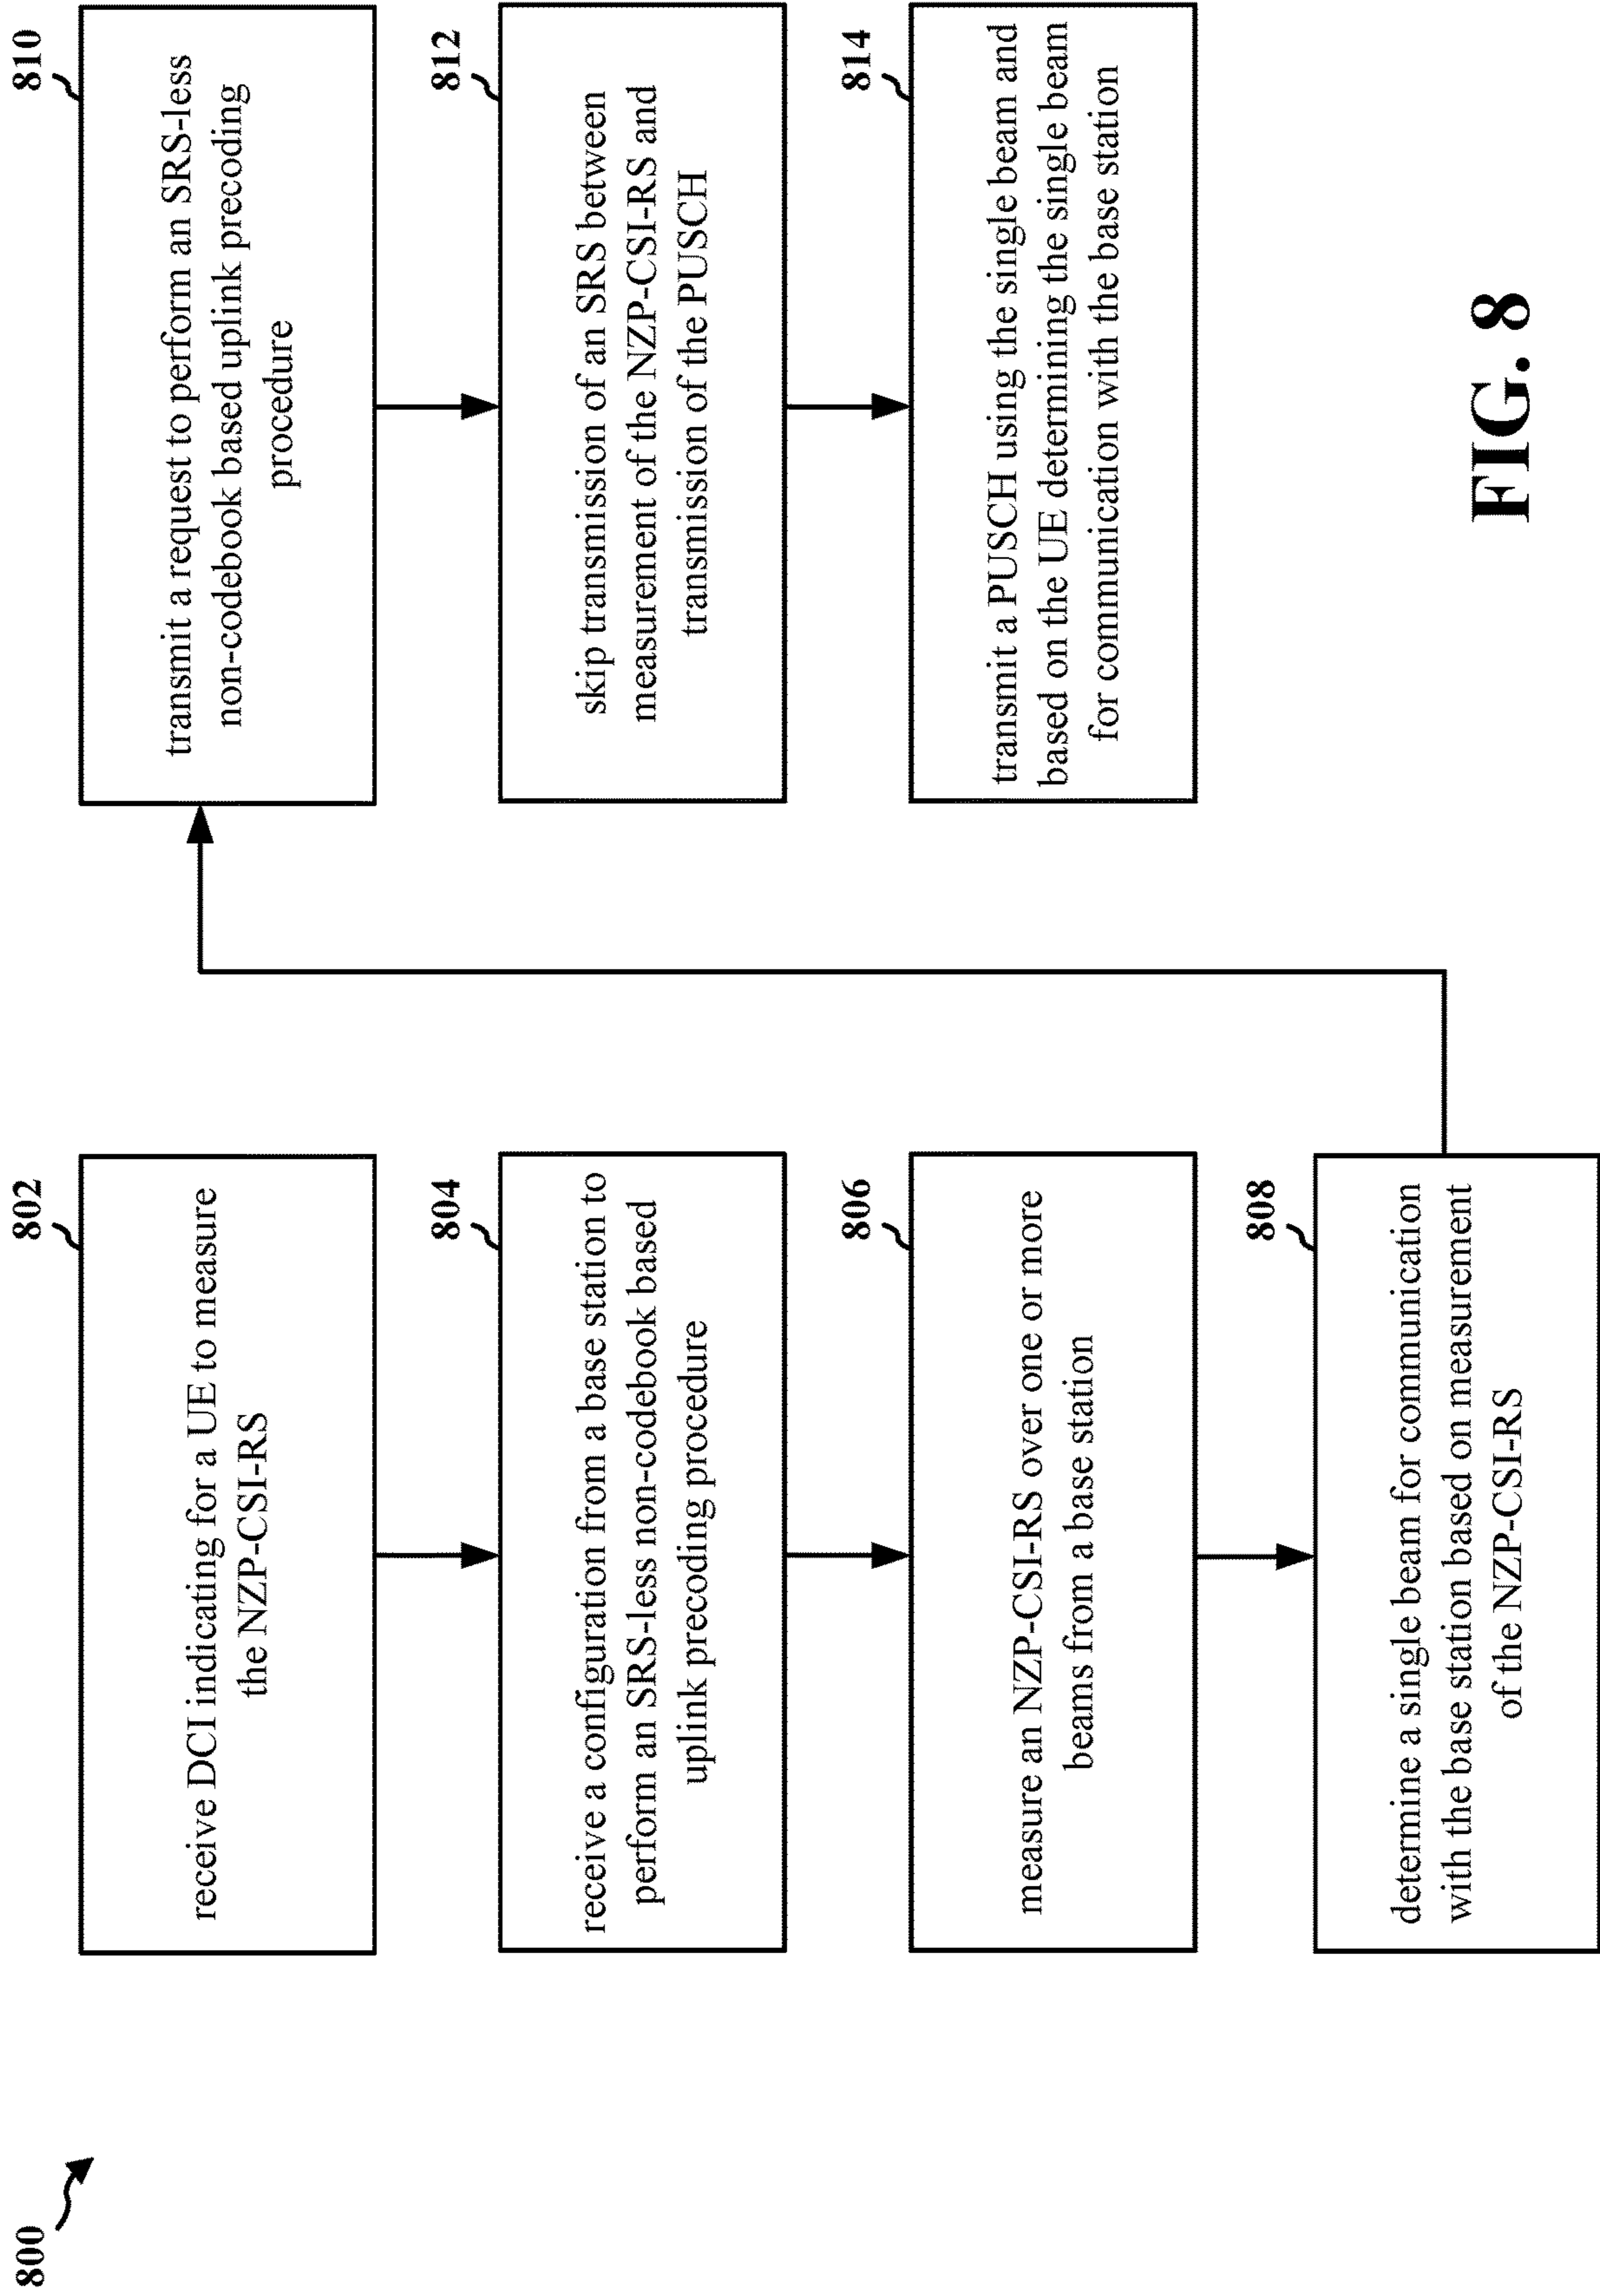 800
802
receive DCI indicating for a UE to measure
the NZP-CSI-RS
804
receive a configuration from a base station to
perform an SRS-less non-codebook based
uplink precoding procedure
806
measure an NZP-CSI-RS over one or more
beams from a base station
808
determine a single beam for communication
with the base station based on measurement
of the NZP-CSI-RS
810
transmit a request to perform an SRS-less
non-codebook based uplink precoding
procedure
812
skip transmission of an SRS between
measurement of the NZP-CSI-RS and
transmission of the PUSCH
814
transmit a PUSCH using the single beam and
based on the UE determining the single beam
for communication with the base station
FIG. 8